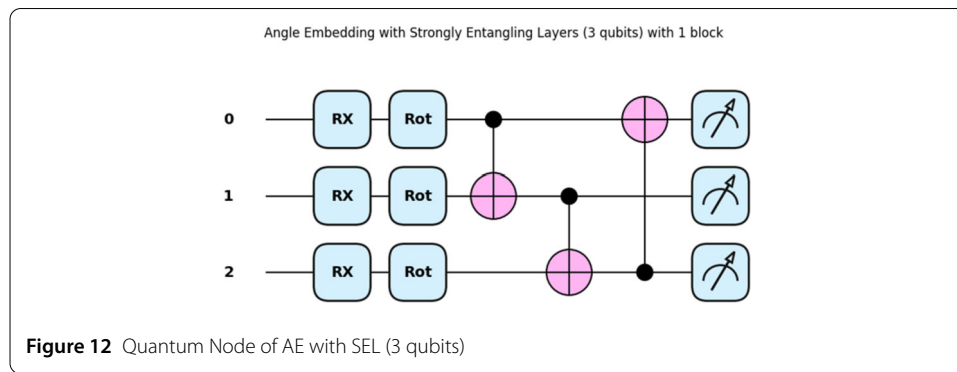 Angle Embedding with Strongly Entangling Layers (3 qubits) with 1 block
0 RX Rot
1 RX Rot
2 RX Rot
Figure 12 Quantum Node of AE with SEL (3 qubits)